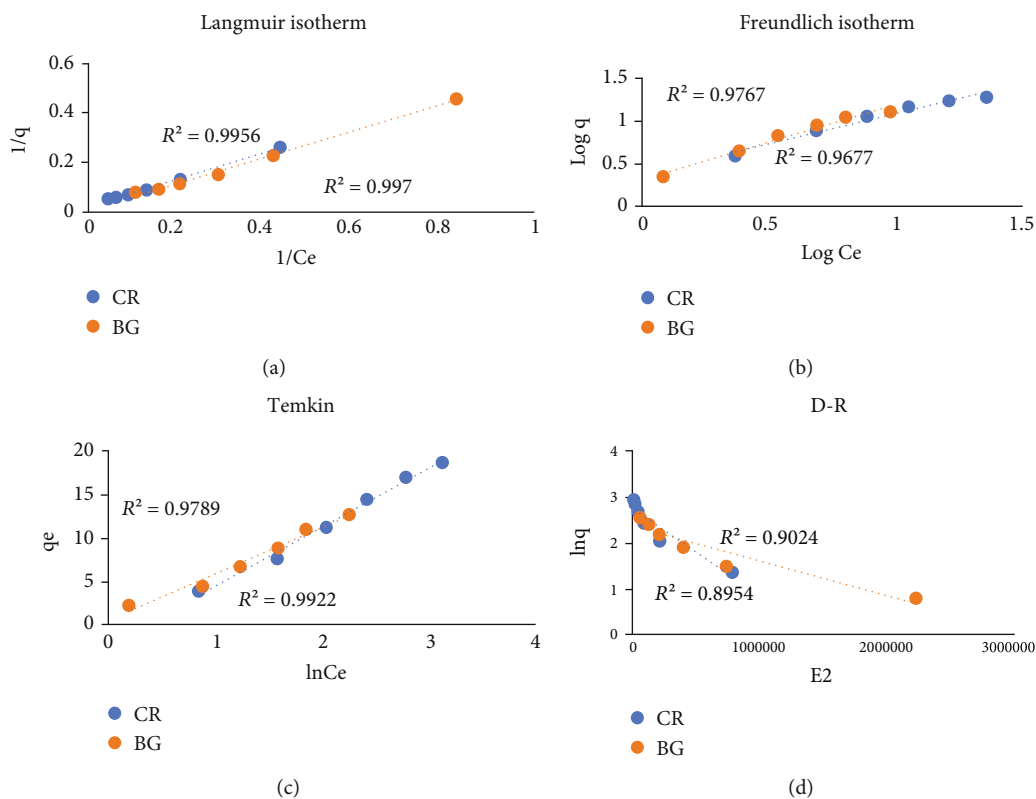 Langmuir isotherm
0.6
0.4
0.2
0
1/q
R² = 0.9956
R² = 0.997
0 0.2 0.4 0.6 0.8 1
1/Ce
CR
BG
(a)
Freundlich isotherm
1.5
1.0
0.5
0
Log q
R² = 0.9767
R² = 0.9677
0.5 1 1.5
Log Ce
CR
BG
(b)
Temkin
20
15
10
5
0
qe
R² = 0.9789
R² = 0.9922
0 1 2 3 4
lnCe
CR
BG
(c)
D-R
4
3
2
1
0
lnq
R² = 0.9024
R² = 0.8954
0 1000000 2000000 3000000
E2
CR
BG
(d)